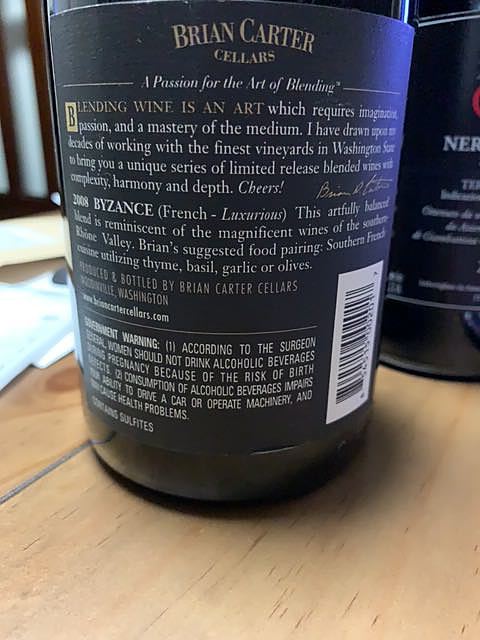 BRIAN CARTER
CELLARS
A Passion for the Art of Blending™
BLENDING WINE IS AN ART which requires imagination,
passion, and a mastery of the medium. I have drawn upon my
decades of working with the finest vineyards in Washington State
to bring you a unique series of limited release blended wines with
complexity, harmony and depth. Cheers!
2008 BYZANCE (French - Luxurious) This artfully balanced
blend is reminiscent of the magnificent wines of the southern
Rhône Valley. Brian's suggested food pairing: Southern French
cuisine utilizing thyme, basil, garlic or olives.
PRODUCED & BOTTLED BY BRIAN CARTER CELLARS
WOODINVILLE, WASHINGTON
www.briancartercellars.com
GOVERNMENT WARNING: (1) ACCORDING TO THE SURGEON
GENERAL, WOMEN SHOULD NOT DRINK ALCOHOLIC BEVERAGES
DURING PREGNANCY BECAUSE OF THE RISK OF BIRTH
DEFECTS. (2) CONSUMPTION OF ALCOHOLIC BEVERAGES IMPAIRS
YOUR ABILITY TO DRIVE A CAR OR OPERATE MACHINERY, AND
MAY CAUSE HEALTH PROBLEMS.
CONTAINS SULFITES
NER